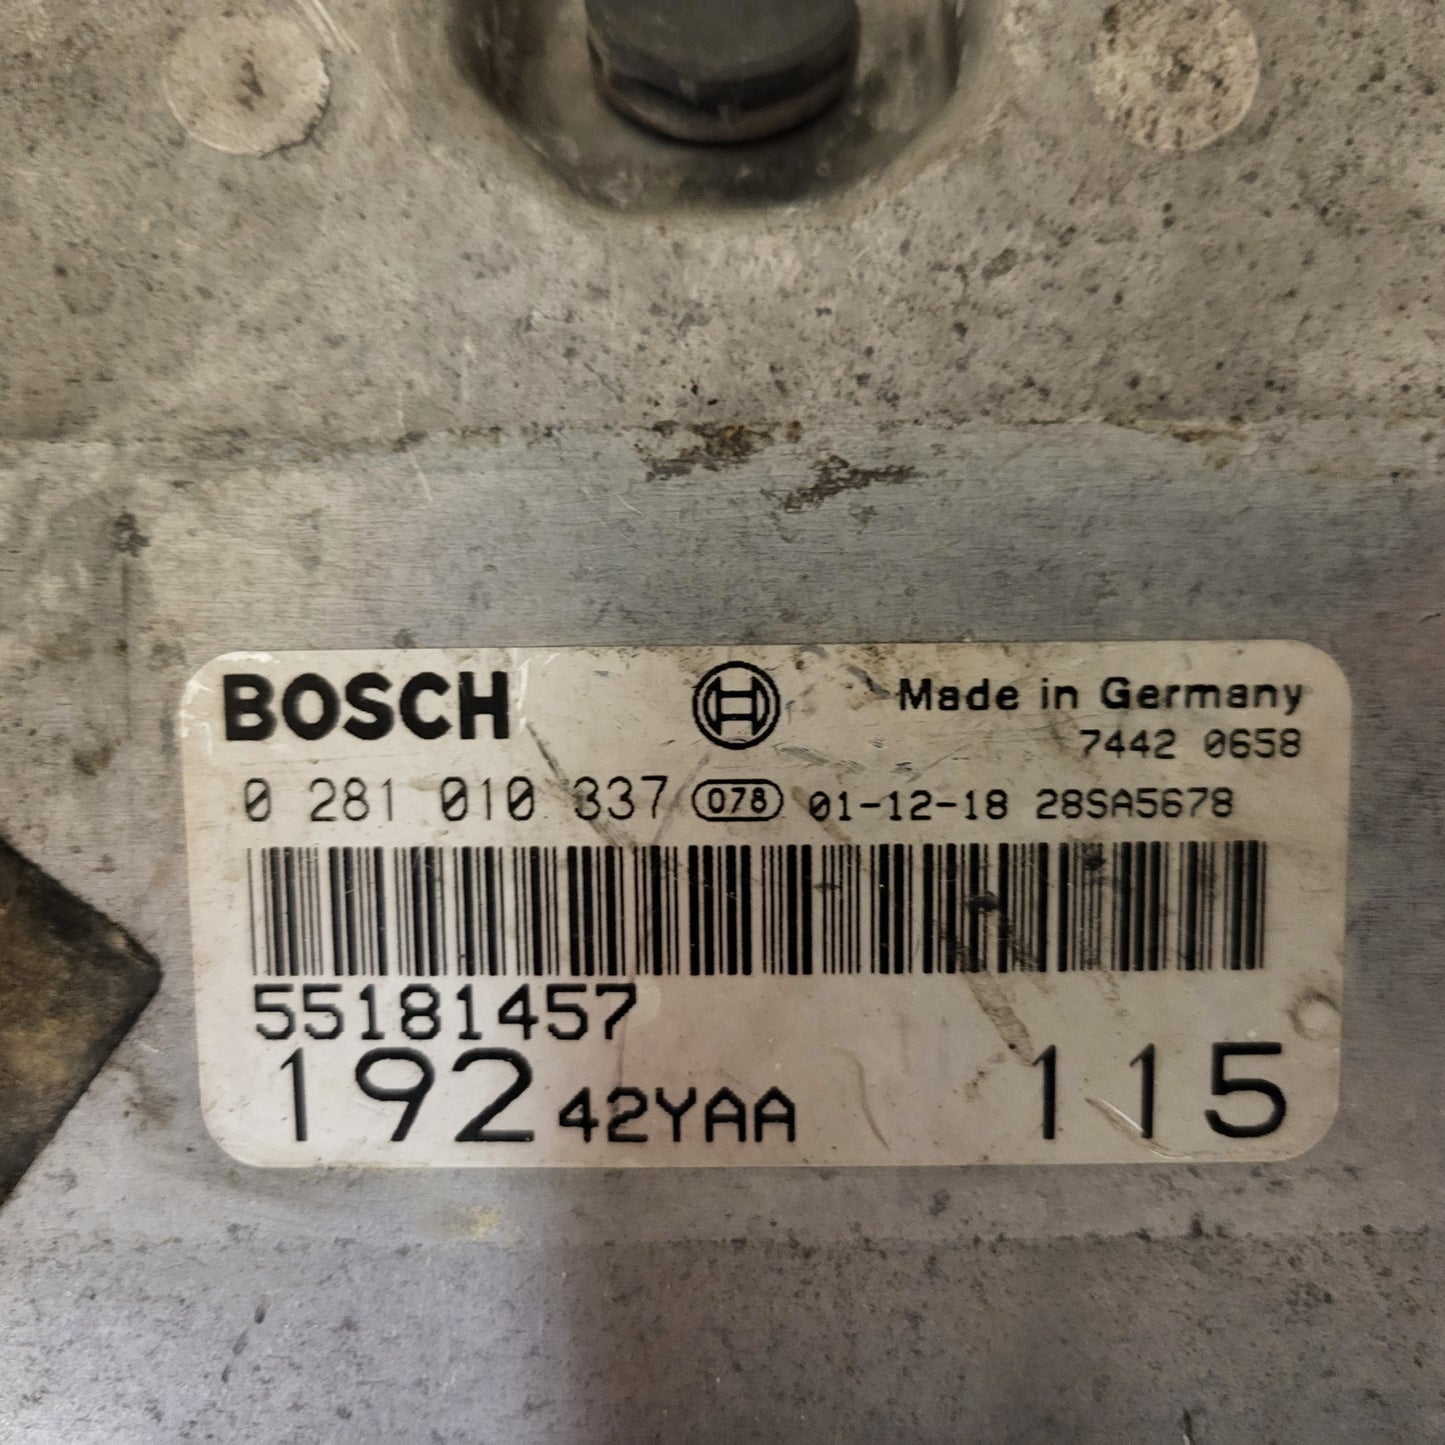 BOSCH
Made in Germany
7442 0658
0 281 010 337 078 01-12-18 28SA5678
55181457
192 42YAA 115